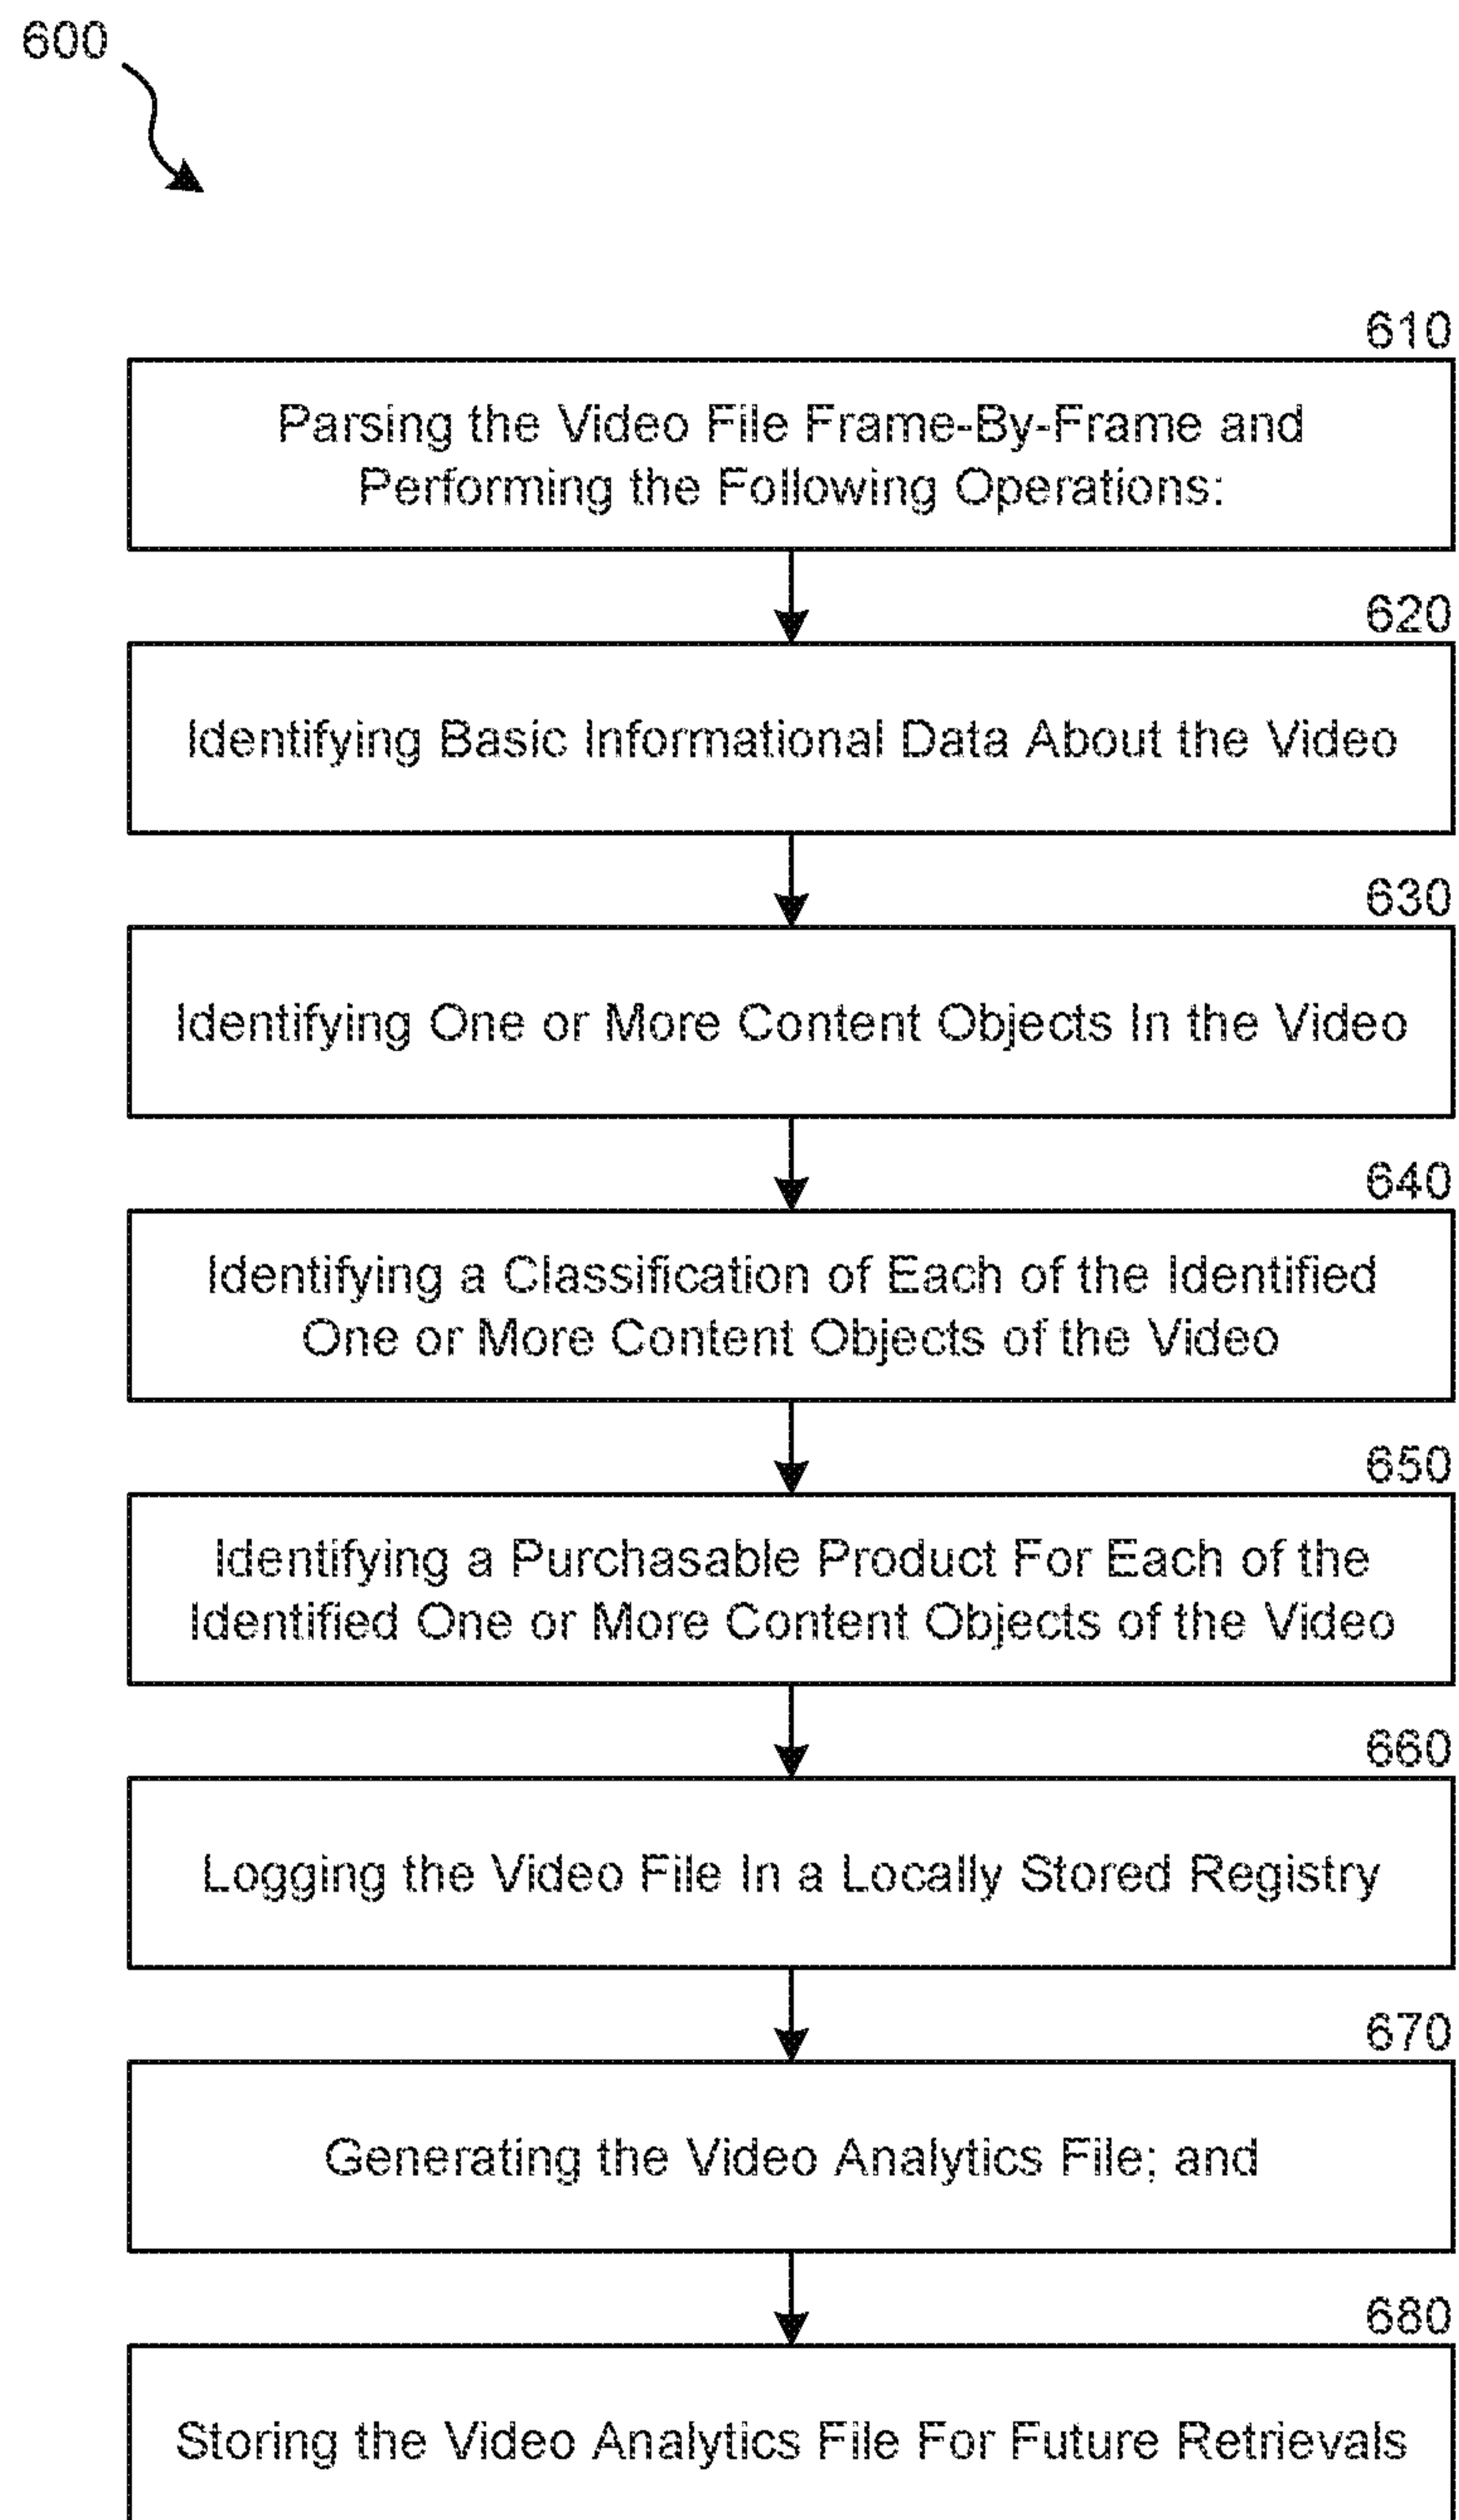 600
610
Parsing the Video File Frame-By-Frame and
Performing the Following Operations:
620
Identifying Basic Informational Data About the Video
630
Identifying One or More Content Objects In the Video
640
Identifying a Classification of Each of the Identified
One or More Content Objects of the Video
650
Identifying a Purchasable Product For Each of the
Identified One or More Content Objects of the Video
660
Logging the Video File In a Locally Stored Registry
670
Generating the Video Analytics File; and
680
Storing the Video Analytics File For Future Retrievals